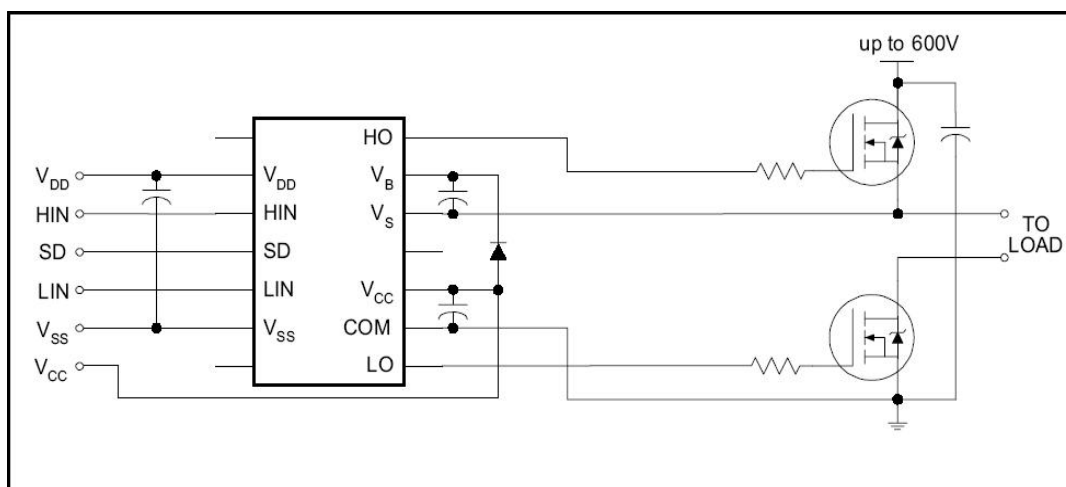 up to 600V
HO
V_DD V_DD V_B
HIN HIN V_S
SD SD
TO
LOAD
LIN LIN V_CC
V_SS V_SS COM
V_CC LO